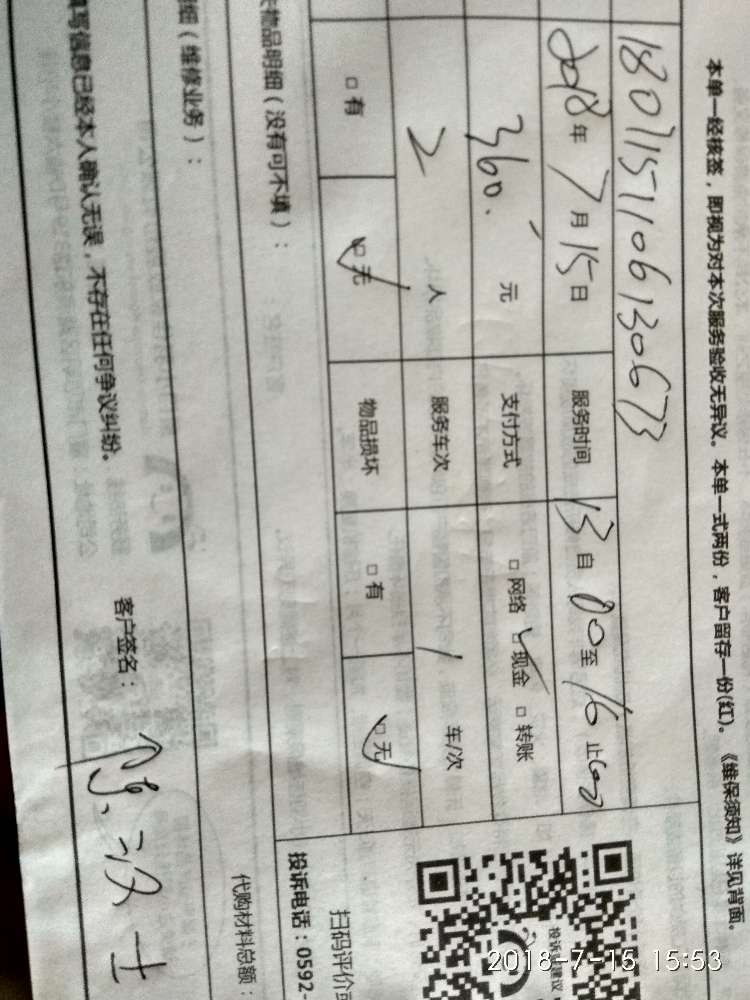 本单一经核签，即视为对本次服务验收无异议。本单一式两份，客户留存一份(红)。《维保须知》详见背面。
1807151106130673
2018年7月15日 服务时间 13自00至16止
360.元 支付方式 □网络 ☑现金 □转账
2人 服务车次 1车/次
□有 ☑无 物品损坏 □有 ☑无
物品明细（没有可不填）：
细（维修业务）：
写信息已经本人确认无误，不存在任何争议纠纷。
客户签名：
投诉建议
扫码评价
投诉电话：0592-
代购材料总额：
2018-7-15 15:53